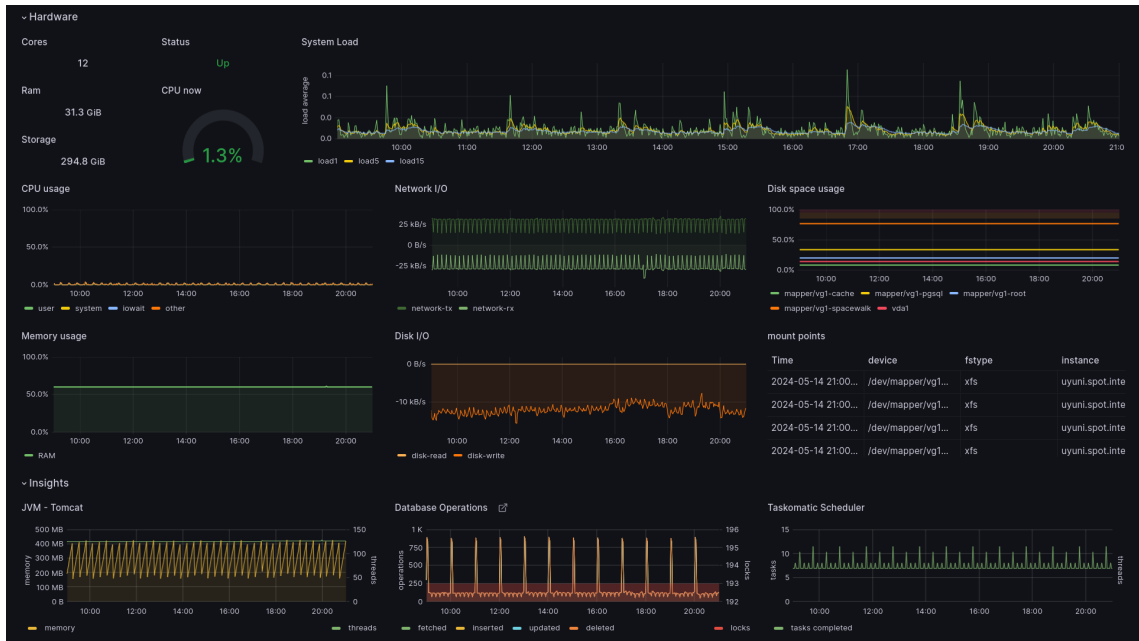 Hardware
Cores
12
Ram
31.3 GiB
Storage
294.8 GiB
Status
Up
CPU now
1.3%
System Load
load average
0.1
0.1
0.0
0.0
10:00 11:00 12:00 13:00 14:00 15:00 16:00 17:00 18:00 19:00 20:00 21:0
load1 load5 load15
CPU usage
100.0%
50.0%
0.0%
10:00 12:00 14:00 16:00 18:00 20:00
user system iowait other
Network I/O
25 kB/s
0 B/s
-25 kB/s
10:00 12:00 14:00 16:00 18:00 20:00
network-tx network-rx
Disk space usage
100.0%
50.0%
0.0%
10:00 12:00 14:00 16:00 18:00 20:00
mapper/vg1-cache mapper/vg1-pgsql mapper/vg1-root
mapper/vg1-spacewalk vda1
Memory usage
100.0%
50.0%
0.0%
10:00 12:00 14:00 16:00 18:00 20:00
RAM
Disk I/O
0 B/s
-10 kB/s
10:00 12:00 14:00 16:00 18:00 20:00
disk-read disk-write
mount points
Time device fstype instance
2024-05-14 21:00... /dev/mapper/vg1... xfs uyuni.spot.inte
2024-05-14 21:00... /dev/mapper/vg1... xfs uyuni.spot.inte
2024-05-14 21:00... /dev/mapper/vg1... xfs uyuni.spot.inte
2024-05-14 21:00... /dev/mapper/vg1... xfs uyuni.spot.inte
Insights
JVM - Tomcat
memory
500 MB
400 MB
300 MB
200 MB
100 MB
0 B
150
100
50
0
threads
10:00 12:00 14:00 16:00 18:00 20:00
memory threads
Database Operations
operations
1 K
750
500
250
0
196
195
194
193
192
locks
10:00 12:00 14:00 16:00 18:00 20:00
fetched inserted updated deleted locks
Taskomatic Scheduler
tasks
15
10
5
0
threads
10:00 12:00 14:00 16:00 18:00 20:00
tasks completed